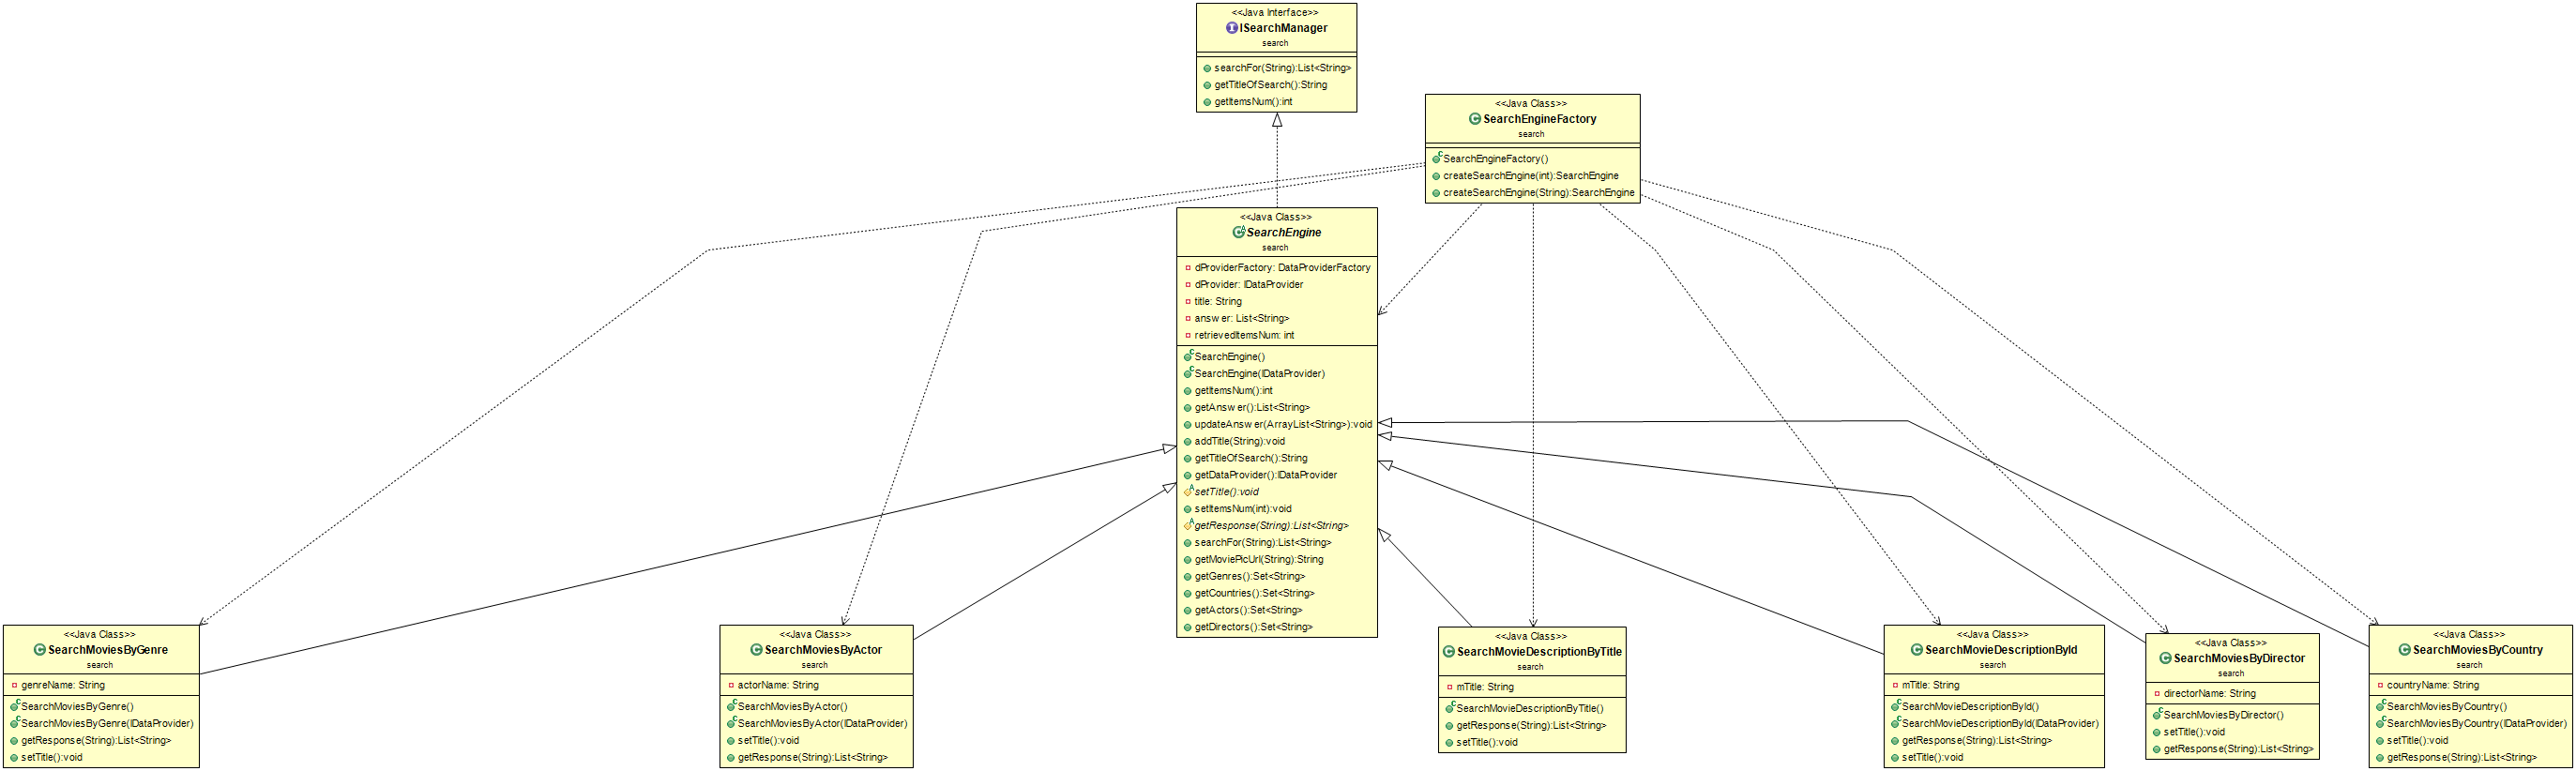 <<Java Interface>>
ISearchManager
search
searchFor(String):List<String>
getTitleOfSearch():String
getItemsNum():int
<<Java Class>>
SearchEngineFactory
search
SearchEngineFactory()
createSearchEngine(int):SearchEngine
createSearchEngine(String):SearchEngine
<<Java Class>>
SearchEngine
search
dProviderFactory: DataProviderFactory
dProvider: IDataProvider
title: String
answer: List<String>
retrievedItemsNum: int
SearchEngine()
SearchEngine(IDataProvider)
getItemsNum():int
getAnswer():List<String>
updateAnswer(ArrayList<String>):void
addTitle(String):void
getTitleOfSearch():String
getDataProvider():IDataProvider
setTitle():void
setItemsNum(int):void
getResponse(String):List<String>
searchFor(String):List<String>
getMoviePicUrl(String):String
getGenres():Set<String>
getCountries():Set<String>
getActors():Set<String>
getDirectors():Set<String>
<<Java Class>>
SearchMoviesByGenre
search
genreName: String
SearchMoviesByGenre()
SearchMoviesByGenre(IDataProvider)
getResponse(String):List<String>
setTitle():void
<<Java Class>>
SearchMoviesByActor
search
actorName: String
SearchMoviesByActor()
SearchMoviesByActor(IDataProvider)
setTitle():void
getResponse(String):List<String>
<<Java Class>>
SearchMovieDescriptionByTitle
search
mTitle: String
SearchMovieDescriptionByTitle()
getResponse(String):List<String>
setTitle():void
<<Java Class>>
SearchMovieDescriptionById
search
mTitle: String
SearchMovieDescriptionById()
SearchMovieDescriptionById(IDataProvider)
getResponse(String):List<String>
setTitle():void
<<Java Class>>
SearchMoviesByDirector
search
directorName: String
SearchMoviesByDirector()
setTitle():void
getResponse(String):List<String>
<<Java Class>>
SearchMoviesByCountry
search
countryName: String
SearchMoviesByCountry()
SearchMoviesByCountry(IDataProvider)
setTitle():void
getResponse(String):List<String>